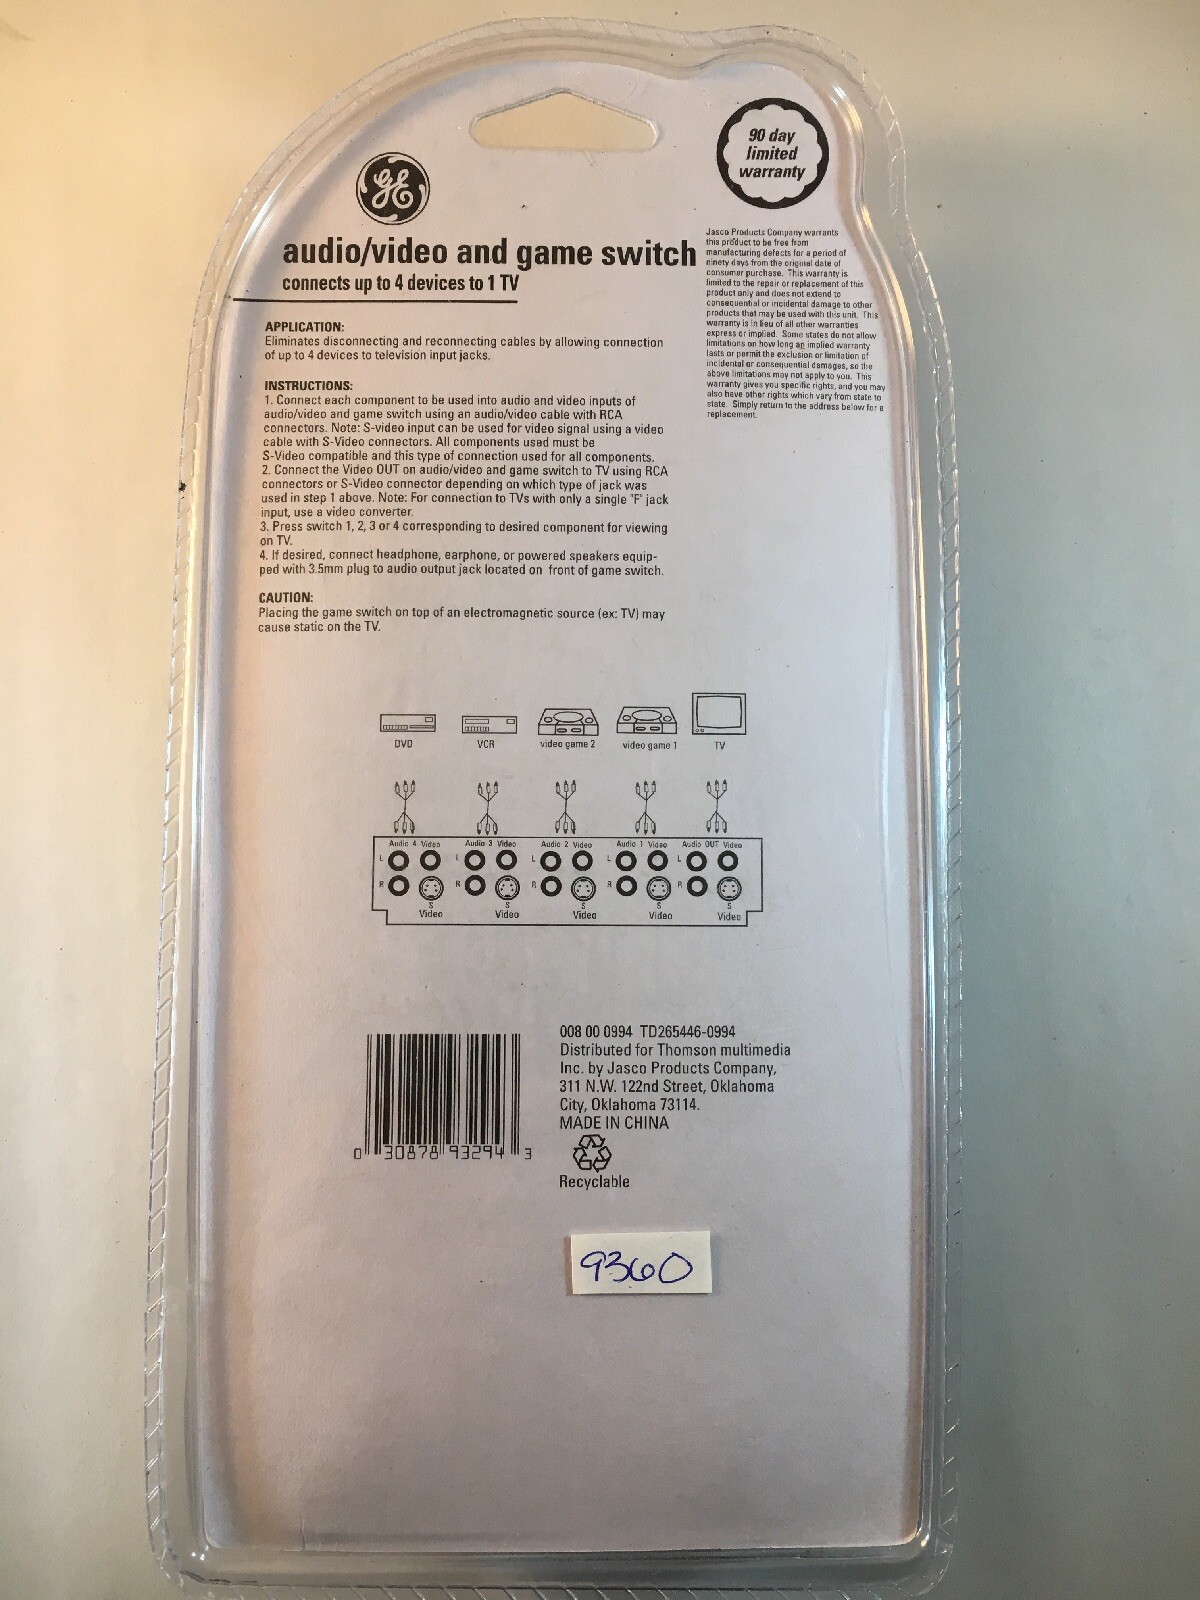 GE
90 day
limited
warranty
audio/video and game switch
connects up to 4 devices to 1 TV
Jasco Products Company warrants
this product to be free from
manufacturing defects for a period of
ninety days from the original date of
consumer purchase. This warranty is
limited to the repair or replacement of this
product only and does not extend to
consequential or incidental damage to other
products that may be used with this unit. This
warranty is in lieu of all other warranties
express or implied. Some states do not allow
limitations on how long an implied warranty
lasts or permit the exclusion or limitation of
incidental or consequential damages, so the
above limitations may not apply to you. This
warranty gives you specific rights, and you may
also have other rights which vary from state to
state. Simply return to the address below for a
replacement.
APPLICATION:
Eliminates disconnecting and reconnecting cables by allowing connection
of up to 4 devices to television input jacks.
INSTRUCTIONS:
1. Connect each component to be used into audio and video inputs of
audio/video and game switch using an audio/video cable with RCA
connectors. Note: S-video input can be used for video signal using a video
cable with S-Video connectors. All components used must be
S-Video compatible and this type of connection used for all components.
2. Connect the Video OUT on audio/video and game switch to TV using RCA
connectors or S-Video connector depending on which type of jack was
used in step 1 above. Note: For connection to TVs with only a single "F" jack
input, use a video converter.
3. Press switch 1, 2, 3 or 4 corresponding to desired component for viewing
on TV.
4. If desired, connect headphone, earphone, or powered speakers equip-
ped with 3.5mm plug to audio output jack located on front of game switch.
CAUTION:
Placing the game switch on top of an electromagnetic source (ex: TV) may
cause static on the TV.
DVD VCR video game 2 video game 1 TV
Audio 4 Video Audio 3 Video Audio 2 Video Audio 1 Video Audio OUT Video
L L L L L
R R R R R
S S S S S
Video Video Video Video Video
008 00 0994 TD265446-0994
Distributed for Thomson multimedia
Inc. by Jasco Products Company,
311 N.W. 122nd Street, Oklahoma
City, Oklahoma 73114.
MADE IN CHINA
0 30878 93294 3
Recyclable
9360